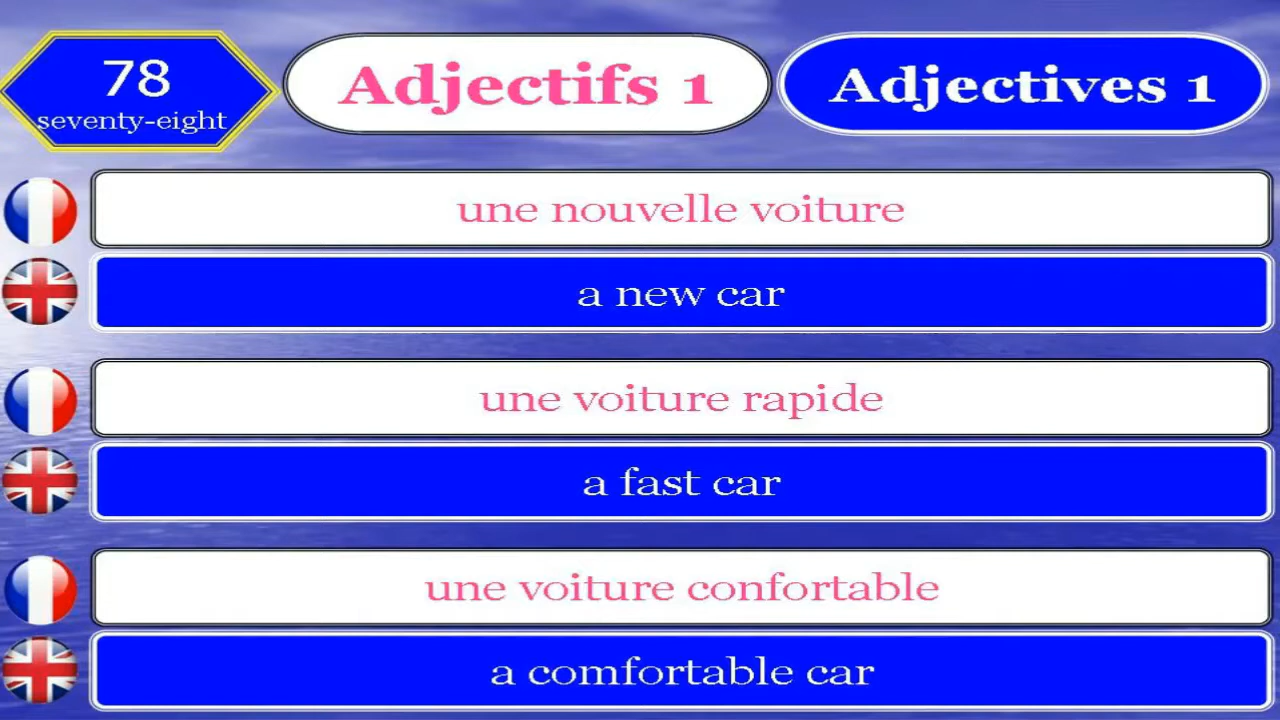 78
seventy-eight
Adjectifs 1
Adjectives 1
une nouvelle voiture
a new car
une voiture rapide
a fast car
une voiture confortable
a comfortable car